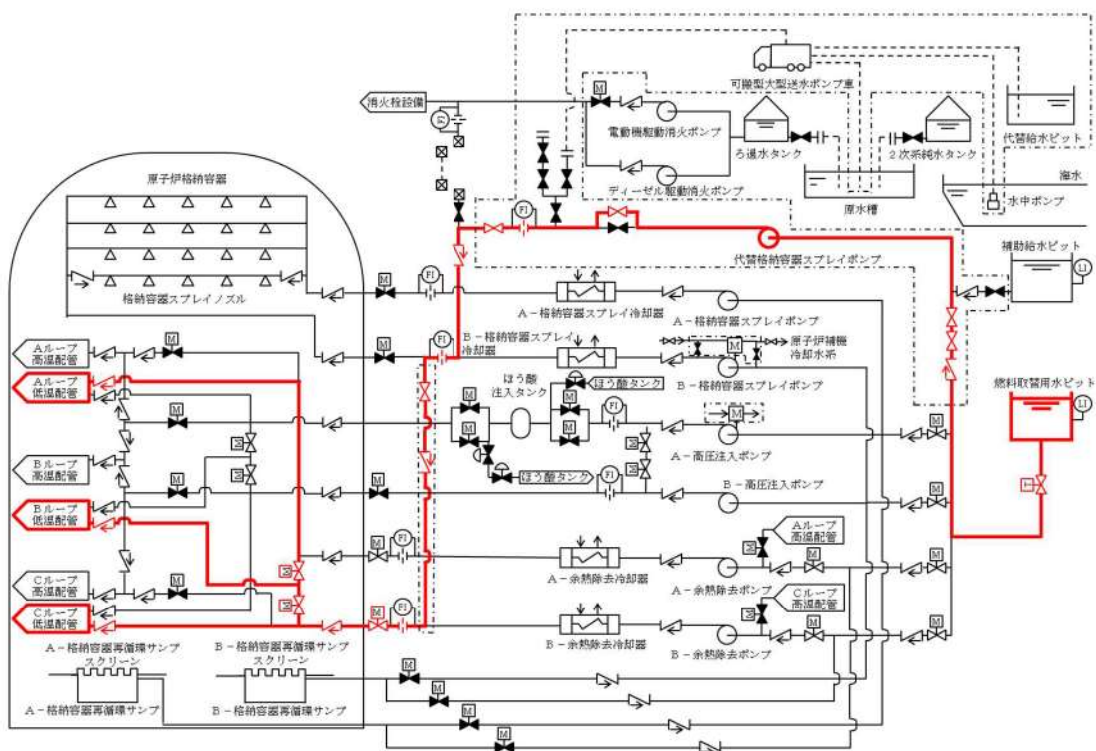 可搬型大型送水ポンプ車
消火栓設備
FI
M
電動機駆動消火ポンプ
ろ過水タンク
2次系純水タンク
代替給水ピット
海水
ディーゼル駆動消火ポンプ
原水槽
水中ポンプ
原子炉格納容器
FI
代替格納容器スプレイポンプ
補助給水ピット
LI
格納容器スプレイノズル
M
FI
A-格納容器スプレイ冷却器
A-格納容器スプレイポンプ
B-格納容器スプレイ
冷却器
M
FI
M
原子炉補機
冷却水系
B-格納容器スプレイポンプ
Aループ
高温配管
M
Aループ
低温配管
ほう酸
注入タンク
ほう酸タンク
燃料取替用水ピット
LI
M
M
M
FI
M
A-高圧注入ポンプ
M
M
M
M
M
Bループ
高温配管
M
M
ほう酸タンク
M
M
M
FI
B-高圧注入ポンプ
M
T
Bループ
低温配管
Aループ
高温配管
M
FI
M
M
M
A-余熱除去冷却器
A-余熱除去ポンプ
M
Cループ
高温配管
M
Cループ
高温配管
M
Cループ
低温配管
M
FI
M
M
M
B-余熱除去冷却器
B-余熱除去ポンプ
A-格納容器再循環サンプ
スクリーン
B-格納容器再循環サンプ
スクリーン
M
M
A-格納容器再循環サンプ
B-格納容器再循環サンプ
M
M